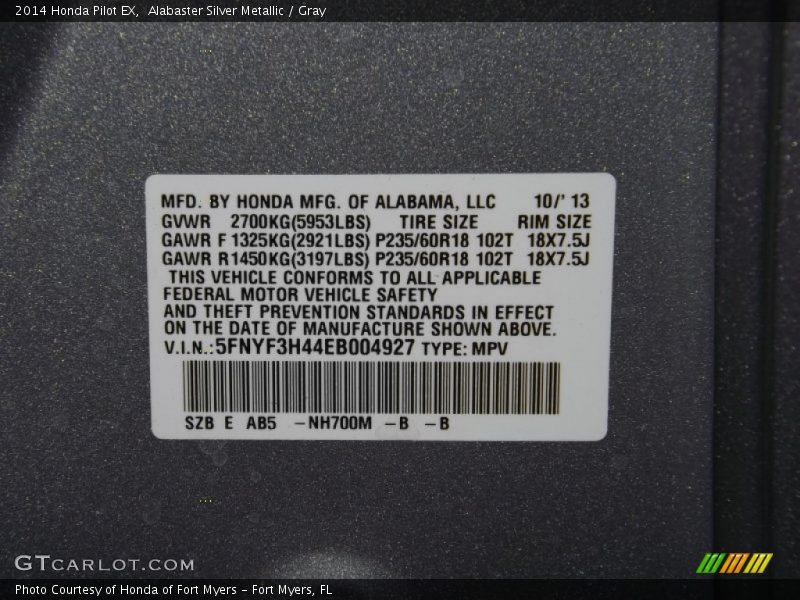 2014 Honda Pilot EX,  Alabaster Silver Metallic / Gray
MFD. BY HONDA MFG. OF ALABAMA, LLC 10/' 13
GVWR 2700KG(5953LBS) TIRE SIZE RIM SIZE
GAWR F 1325KG(2921LBS) P235/60R18 102T 18X7.5J
GAWR R1450KG(3197LBS) P235/60R18 102T 18X7.5J
THIS VEHICLE CONFORMS TO ALL APPLICABLE
FEDERAL MOTOR VEHICLE SAFETY
AND THEFT PREVENTION STANDARDS IN EFFECT
ON THE DATE OF MANUFACTURE SHOWN ABOVE.
V.I.N.:5FNYF3H44EB004927 TYPE: MPV
SZB E AB5 -NH700M -B -B
GTCARLOT.COM
Photo Courtesy of Honda of Fort Myers - Fort Myers, FL